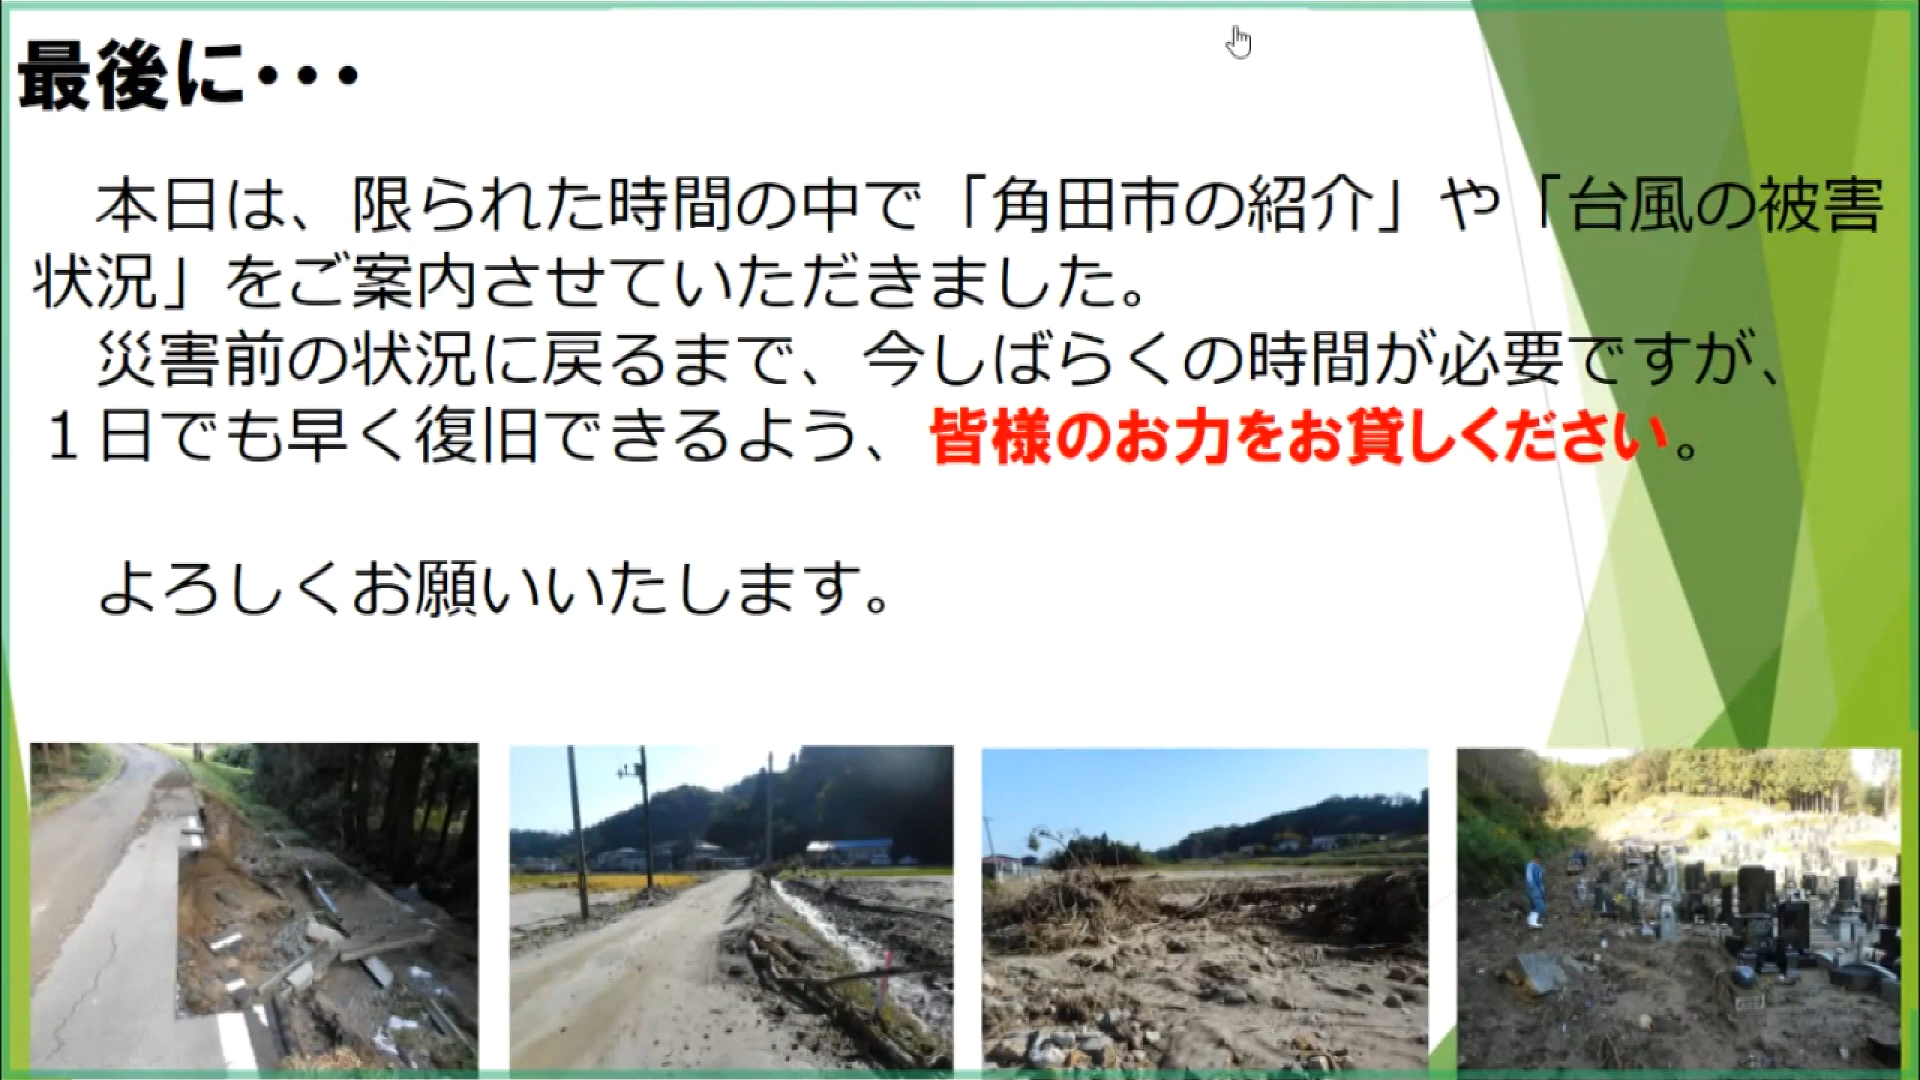 最後に･･･
本日は、限られた時間の中で「角田市の紹介」や「台風の被害
状況」をご案内させていただきました。
災害前の状況に戻るまで、今しばらくの時間が必要ですが、
１日でも早く復旧できるよう、皆様のお力をお貸しください。
よろしくお願いいたします。